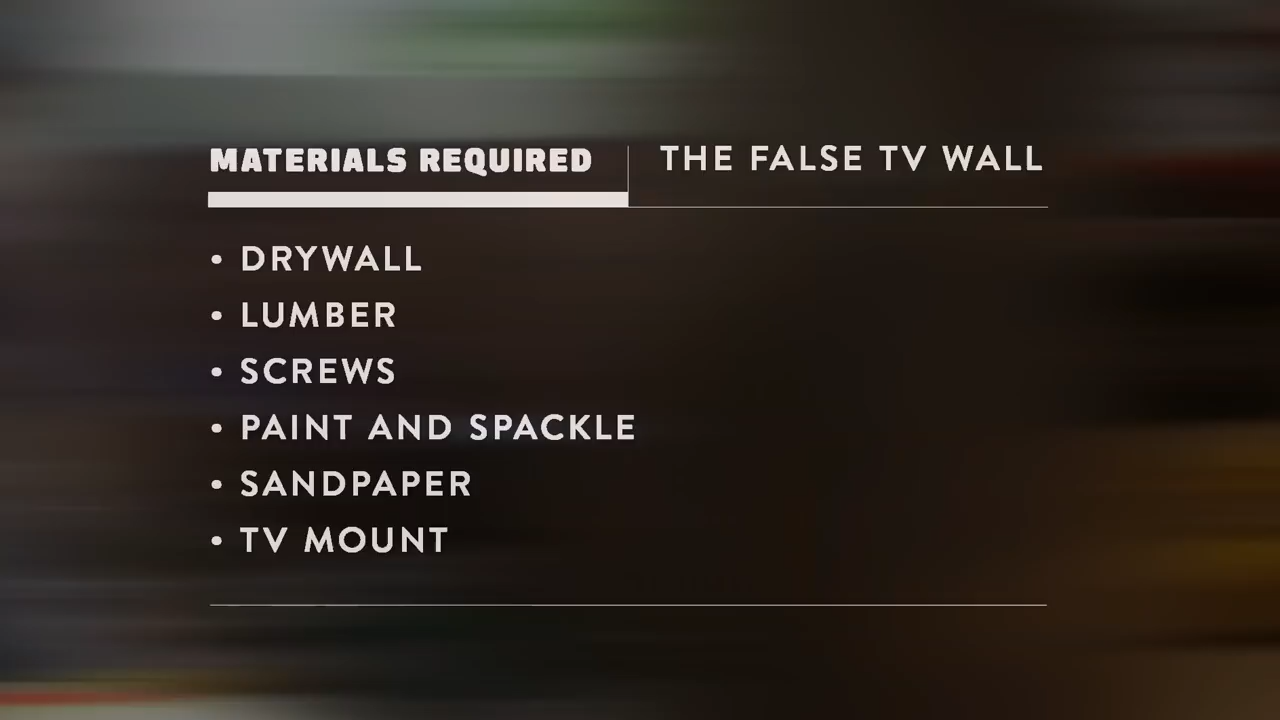 MATERIALS REQUIRED
THE FALSE TV WALL
• DRYWALL
• LUMBER
• SCREWS
• PAINT AND SPACKLE
• SANDPAPER
• TV MOUNT